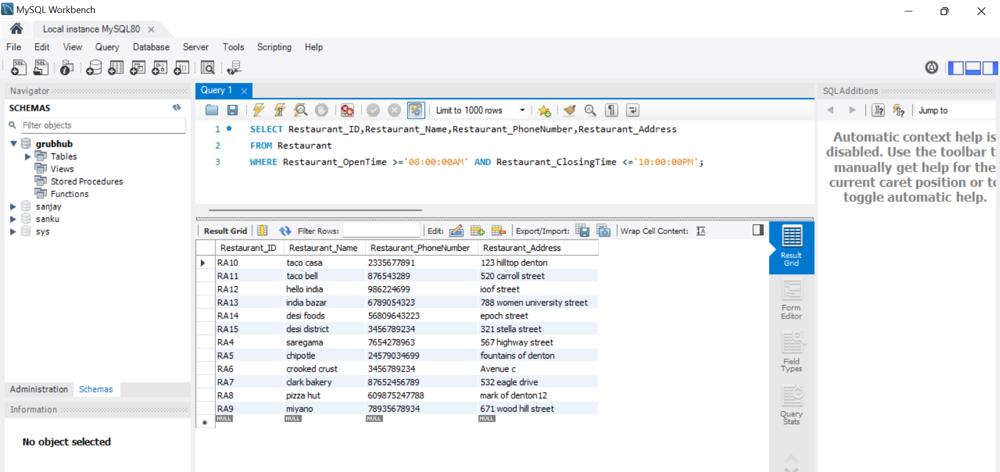 MySQL Workbench
Local instance MySQL80
File Edit View Query Database Server Tools Scripting Help
Navigator
SCHEMAS
Filter objects
grubhub
Tables
Views
Stored Procedures
Functions
sanjay
sanku
sys
Administration Schemas
Information
No object selected
Query 1
Limit to 1000 rows
1 SELECT Restaurant_ID,Restaurant_Name,Restaurant_PhoneNumber,Restaurant_Address
2 FROM Restaurant
3 WHERE Restaurant_OpenTime >='08:00:00AM' AND Restaurant_ClosingTime <='10:00:00PM';
Result Grid Filter Rows: Edit: Export/Import: Wrap Cell Content:
Restaurant_ID Restaurant_Name Restaurant_PhoneNumber Restaurant_Address
RA10 taco casa 2335677891 123 hilltop denton
RA11 taco bell 876543289 520 carroll street
RA12 hello india 986224699 ioof street
RA13 india bazar 6789054323 788 women university street
RA14 desi foods 56809643223 epoch street
RA15 desi district 3456789234 321 stella street
RA4 saregama 7654278963 567 highway street
RA5 chipotle 24579034699 fountains of denton
RA6 crooked crust 3456789234 Avenue c
RA7 clark bakery 87652456789 532 eagle drive
RA8 pizza hut 609875247788 mark of denton12
RA9 miyano 78935678934 671 wood hill street
NULL NULL NULL NULL
Result
Grid
Form
Editor
Field
Types
Query
Stats
SQLAdditions
Jump to
Automatic context help is
disabled. Use the toolbar t
manually get help for the
current caret position or to
toggle automatic help.